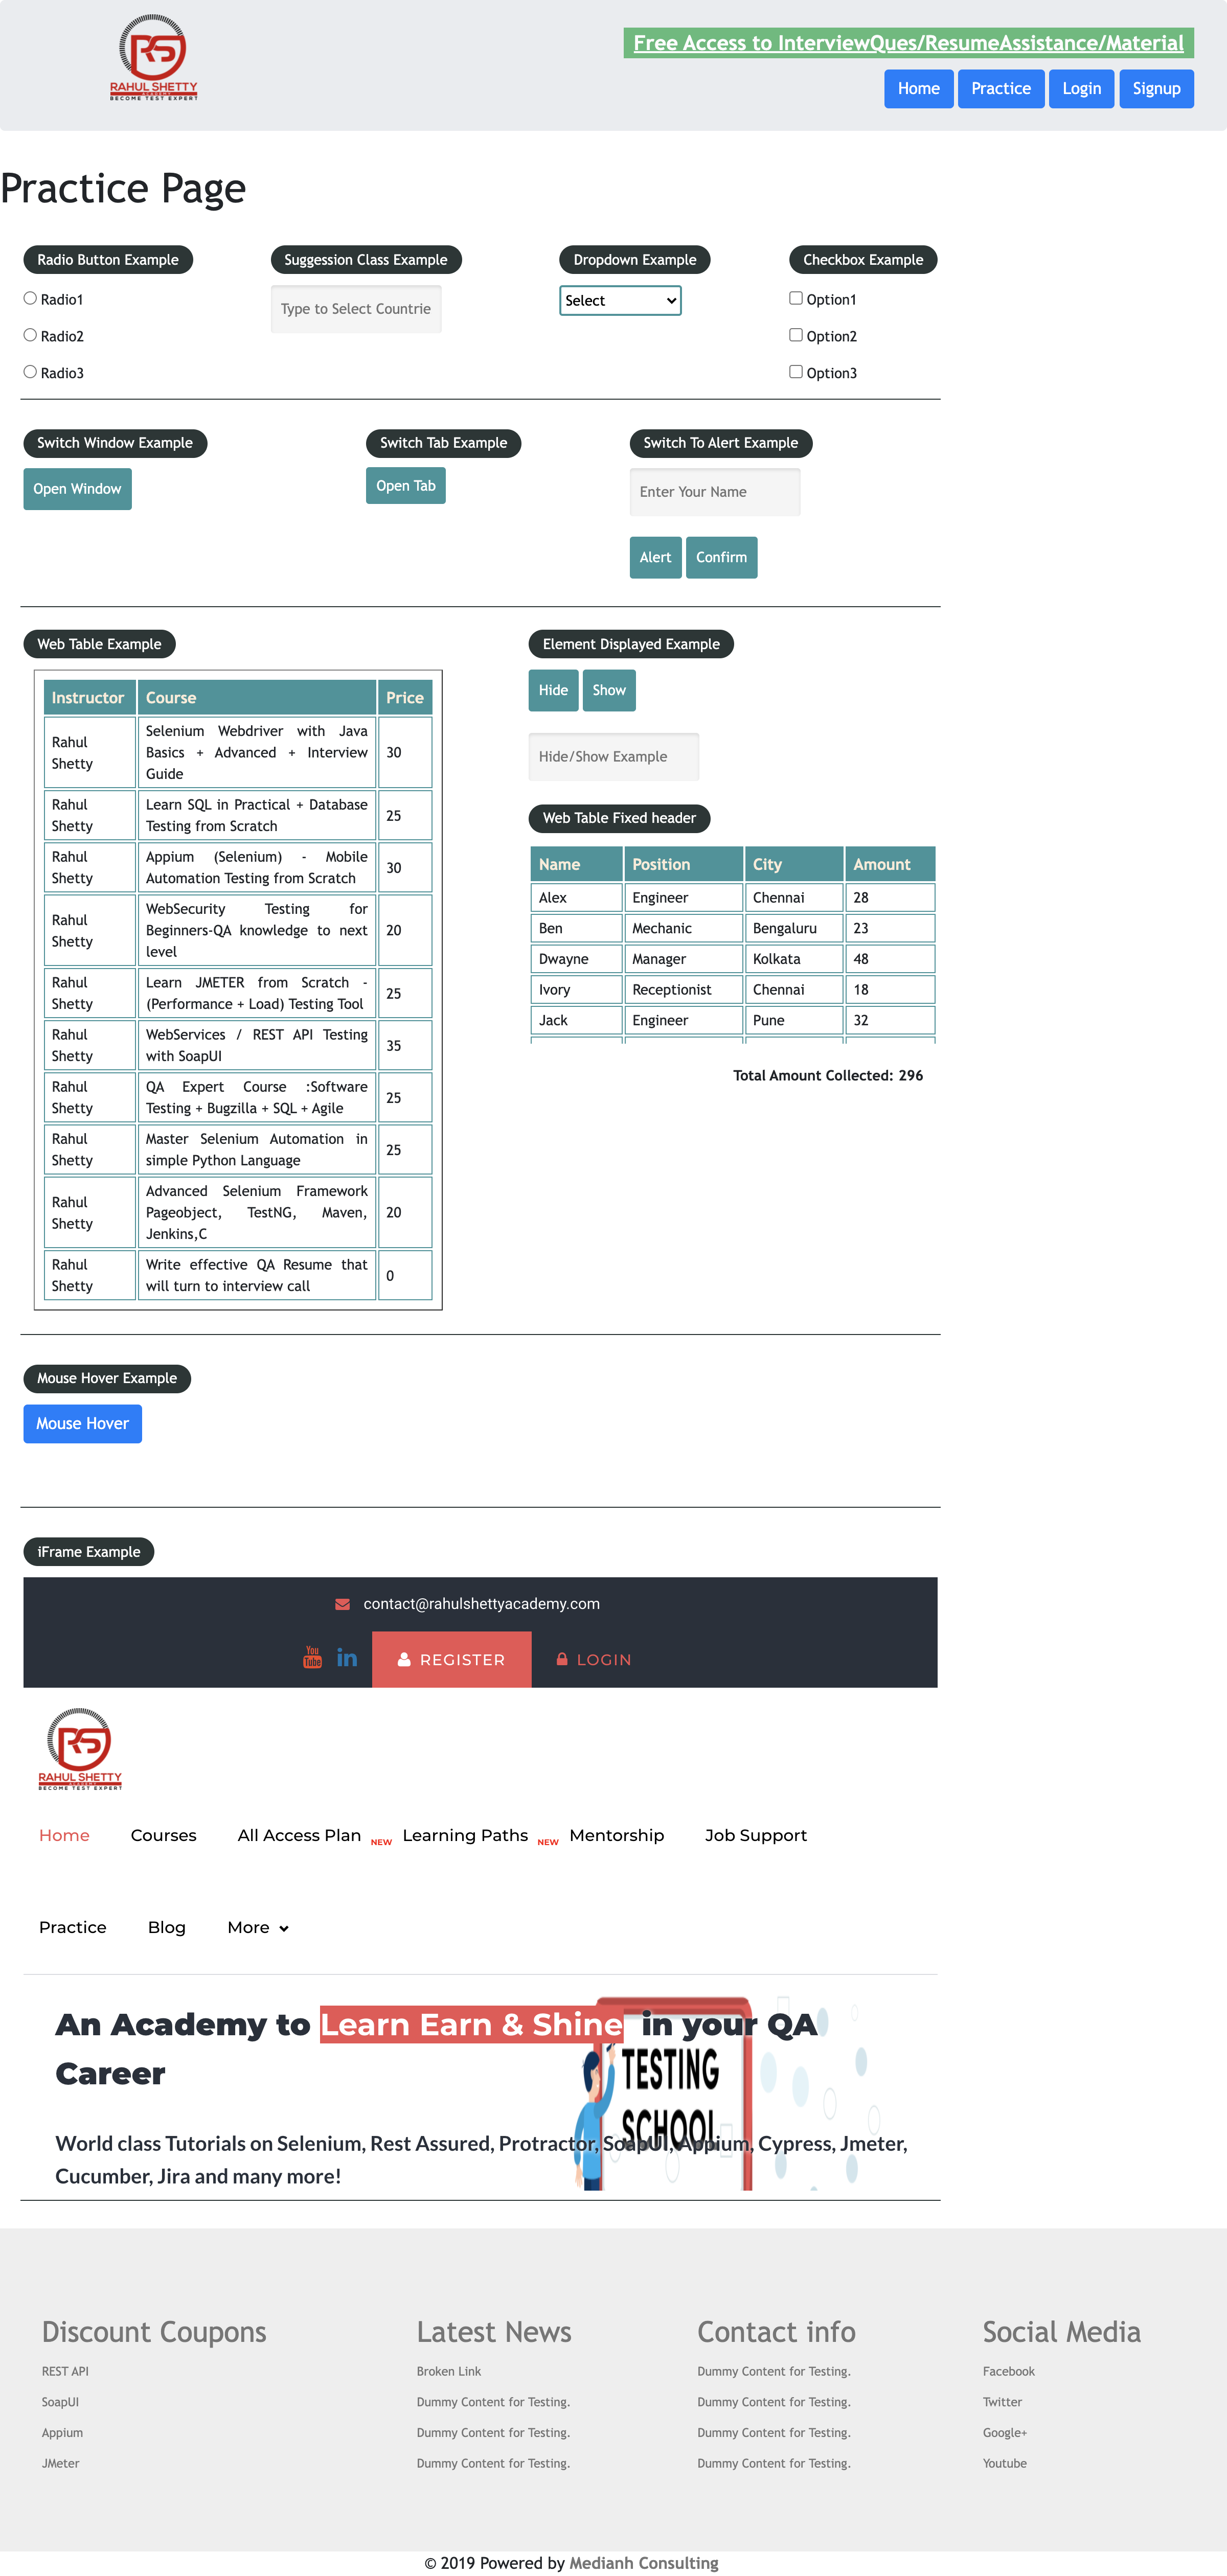 RAHUL SHETTY
ACADEMY
BECOME TEST EXPERT
Free Access to InterviewQues/ResumeAssistance/Material
Home Practice Login Signup
Practice Page
Radio Button Example
Radio1
Radio2
Radio3
Suggession Class Example
Type to Select Countrie
Dropdown Example
Select
Checkbox Example
Option1
Option2
Option3
Switch Window Example
Open Window
Switch Tab Example
Open Tab
Switch To Alert Example
Enter Your Name
Alert Confirm
Web Table Example
Instructor Course Price
Rahul Shetty Selenium Webdriver with Java Basics + Advanced + Interview Guide 30
Rahul Shetty Learn SQL in Practical + Database Testing from Scratch 25
Rahul Shetty Appium (Selenium) - Mobile Automation Testing from Scratch 30
Rahul Shetty WebSecurity Testing for Beginners-QA knowledge to next level 20
Rahul Shetty Learn JMETER from Scratch - (Performance + Load) Testing Tool 25
Rahul Shetty WebServices / REST API Testing with SoapUI 35
Rahul Shetty QA Expert Course :Software Testing + Bugzilla + SQL + Agile 25
Rahul Shetty Master Selenium Automation in simple Python Language 25
Rahul Shetty Advanced Selenium Framework Pageobject, TestNG, Maven, Jenkins,C 20
Rahul Shetty Write effective QA Resume that will turn to interview call 0
Element Displayed Example
Hide Show
Hide/Show Example
Web Table Fixed header
Name Position City Amount
Alex Engineer Chennai 28
Ben Mechanic Bengaluru 23
Dwayne Manager Kolkata 48
Ivory Receptionist Chennai 18
Jack Engineer Pune 32
Total Amount Collected: 296
Mouse Hover Example
Mouse Hover
iFrame Example
contact@rahulshettyacademy.com
You Tube in REGISTER LOGIN
RAHUL SHETTY
ACADEMY
BECOME TEST EXPERT
Home Courses All Access Plan NEW Learning Paths NEW Mentorship Job Support
Practice Blog More
An Academy to Learn Earn & Shine in your QA
Career
TESTING
SCHOOL
World class Tutorials on Selenium, Rest Assured, Protractor, SoapUI, Appium, Cypress, Jmeter,
Cucumber, Jira and many more!
Discount Coupons
REST API
SoapUI
Appium
JMeter
Latest News
Broken Link
Dummy Content for Testing.
Dummy Content for Testing.
Dummy Content for Testing.
Contact info
Dummy Content for Testing.
Dummy Content for Testing.
Dummy Content for Testing.
Dummy Content for Testing.
Social Media
Facebook
Twitter
Google+
Youtube
© 2019 Powered by Medianh Consulting